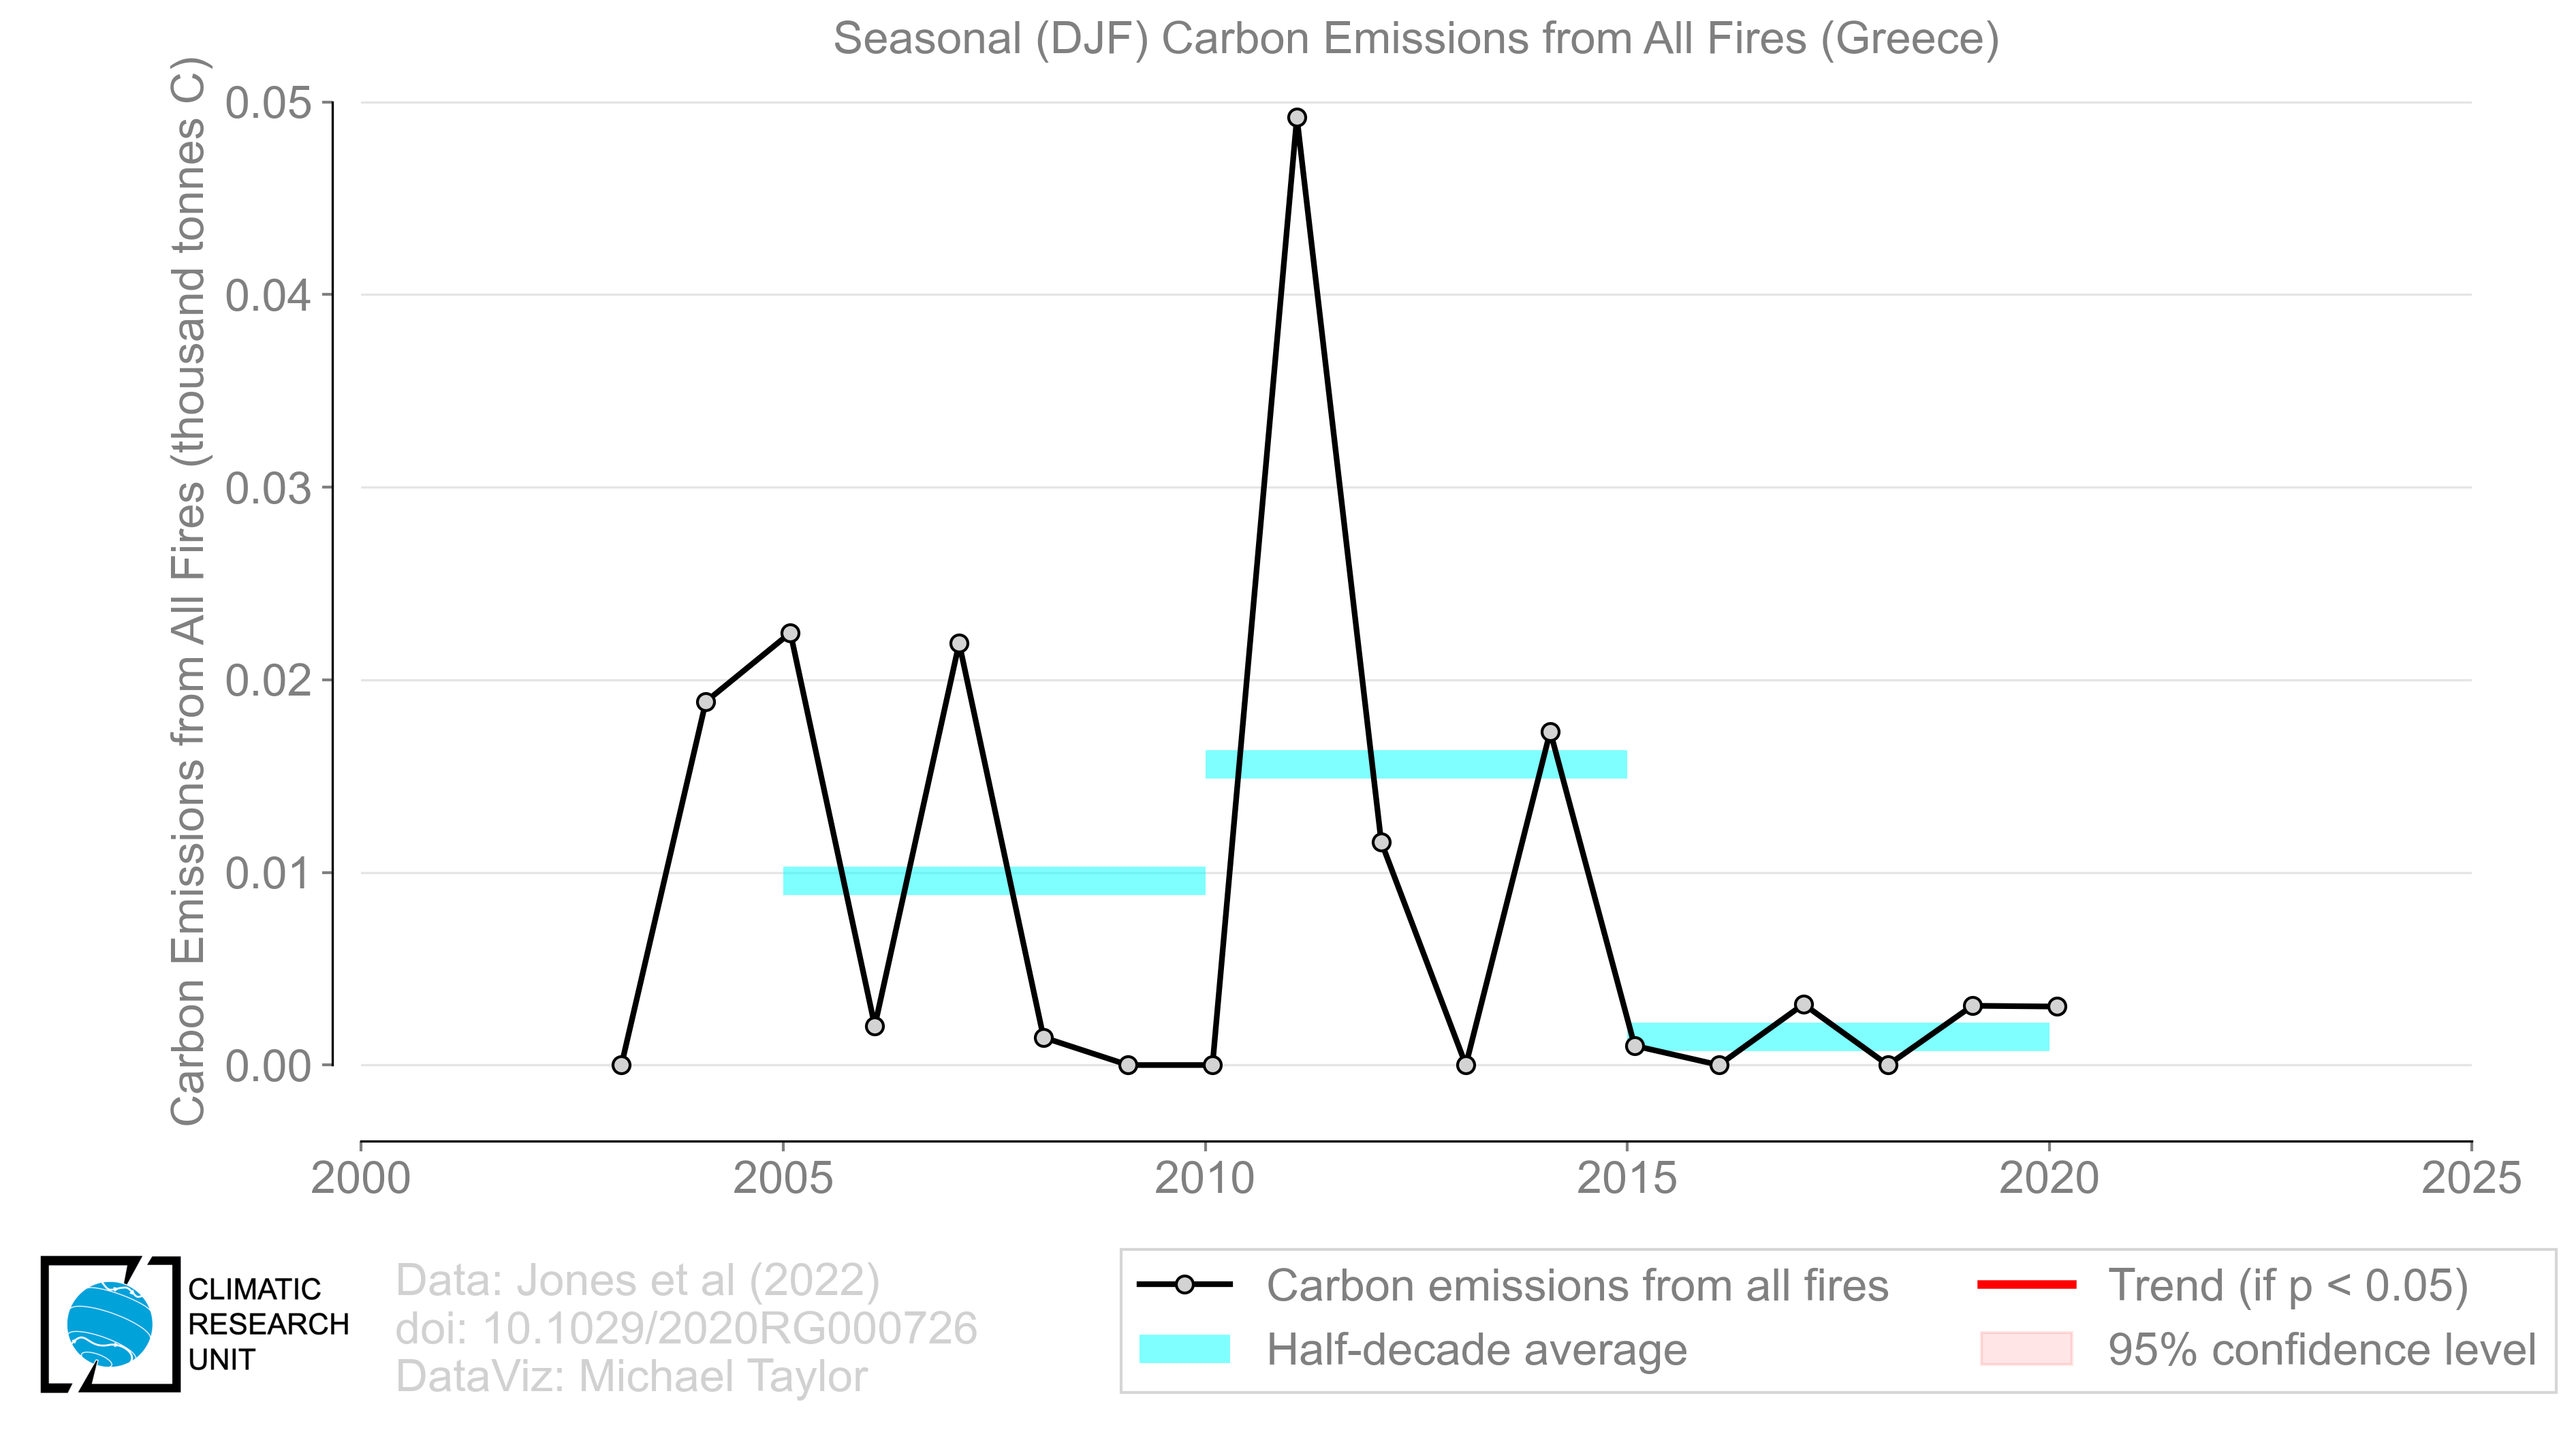 Seasonal (DJF) Carbon Emissions from All Fires (Greece)
Carbon Emissions from All Fires (thousand tonnes C)
0.05
0.04
0.03
0.02
0.01
0.00
2000 2005 2010 2015 2020 2025
CLIMATIC
RESEARCH
UNIT
Data: Jones et al (2022)
doi: 10.1029/2020RG000726
DataViz: Michael Taylor
Carbon emissions from all fires
Half-decade average
Trend (if p < 0.05)
95% confidence level